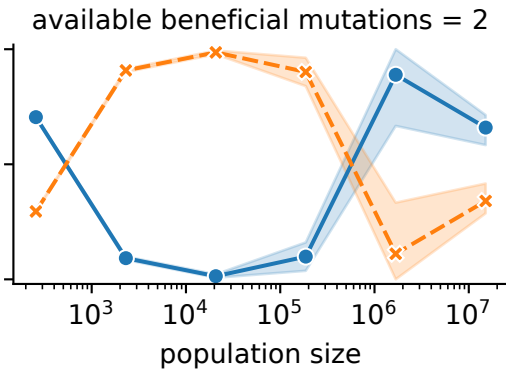 available beneficial mutations = 2
10³ 10⁴ 10⁵ 10⁶ 10⁷
population size